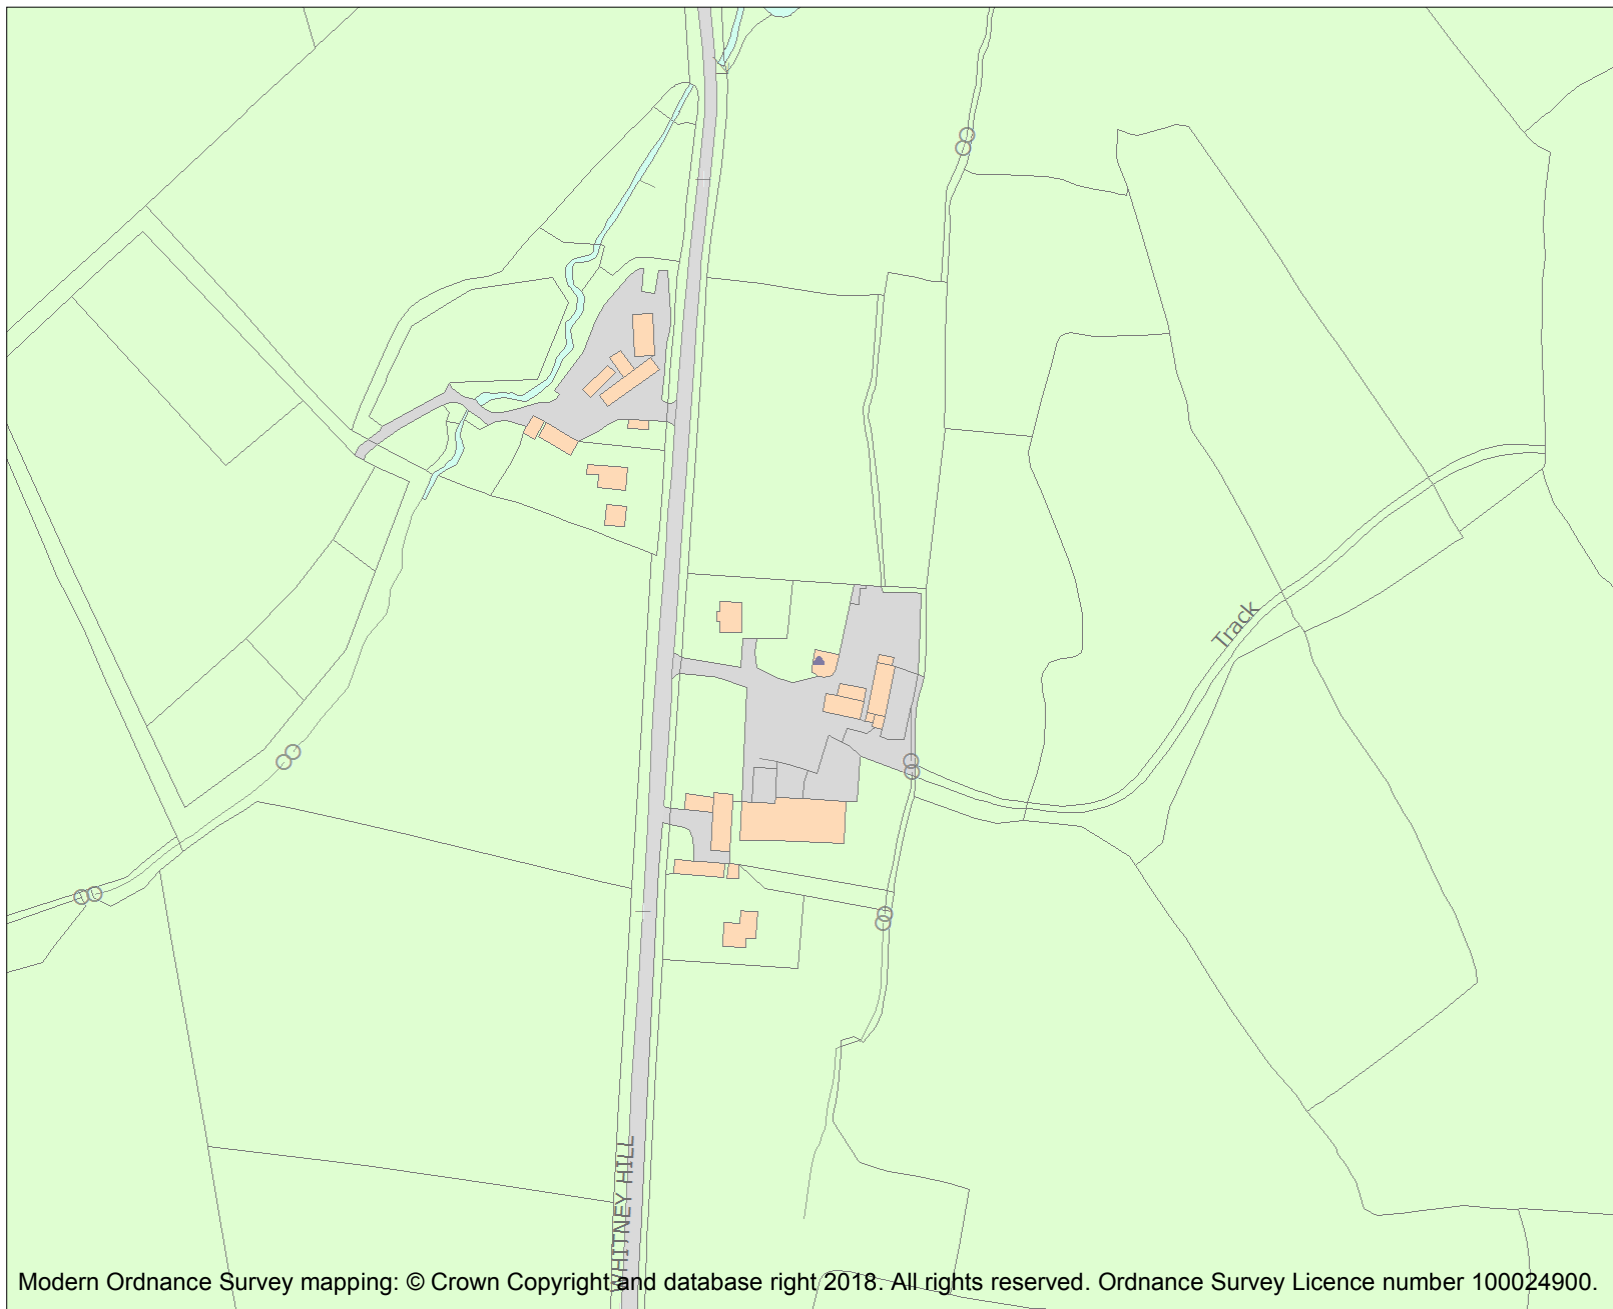 Track
WHITNEY HILL
Modern Ordnance Survey mapping: © Crown Copyright and database right 2018. All rights reserved. Ordnance Survey Licence number 100024900.